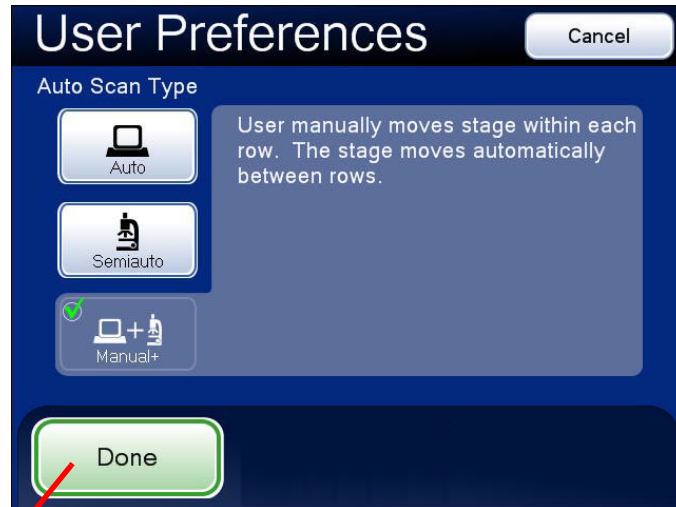 User Preferences
Cancel
Auto Scan Type
Auto
User manually moves stage within each
row. The stage moves automatically
between rows.
Semiauto
Manual+
Done